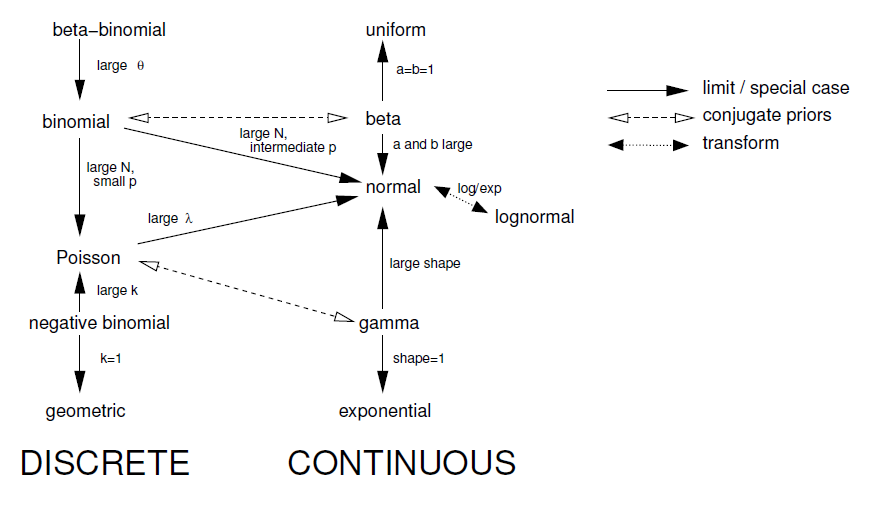 beta−binomial
uniform
large θ
a=b=1
limit / special case
conjugate priors
transform
binomial
beta
large N,
intermediate p
a and b large
large N,
small p
normal
log/exp
lognormal
large λ
Poisson
large shape
large k
negative binomial
gamma
k=1
shape=1
geometric
exponential
DISCRETE
CONTINUOUS